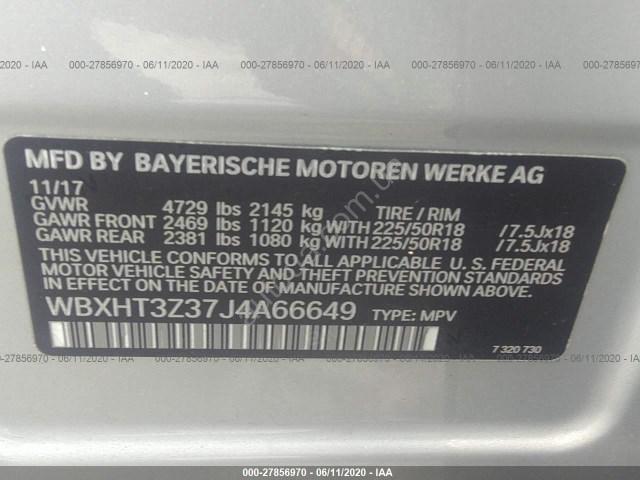 000-27856970 - 06/11/2020 - IAA
MFD BY BAYERISCHE MOTOREN WERKE AG
11/17
GVWR 4729 lbs 2145 kg TIRE / RIM
GAWR FRONT 2469 lbs 1120 kg WITH 225/50R18 /7.5Jx18
GAWR REAR 2381 lbs 1080 kg WITH 225/50R18 /7.5Jx18
THIS VEHICLE CONFORMS TO ALL APPLICABLE U. S. FEDERAL
MOTOR VEHICLE SAFETY AND THEFT PREVENTION STANDARDS
IN EFFECT ON THE DATE OF MANUFACTURE SHOWN ABOVE.
WBXHT3Z37J4A66649 TYPE: MPV
7 320 730
000-27856970 - 06/11/2020 - IAA